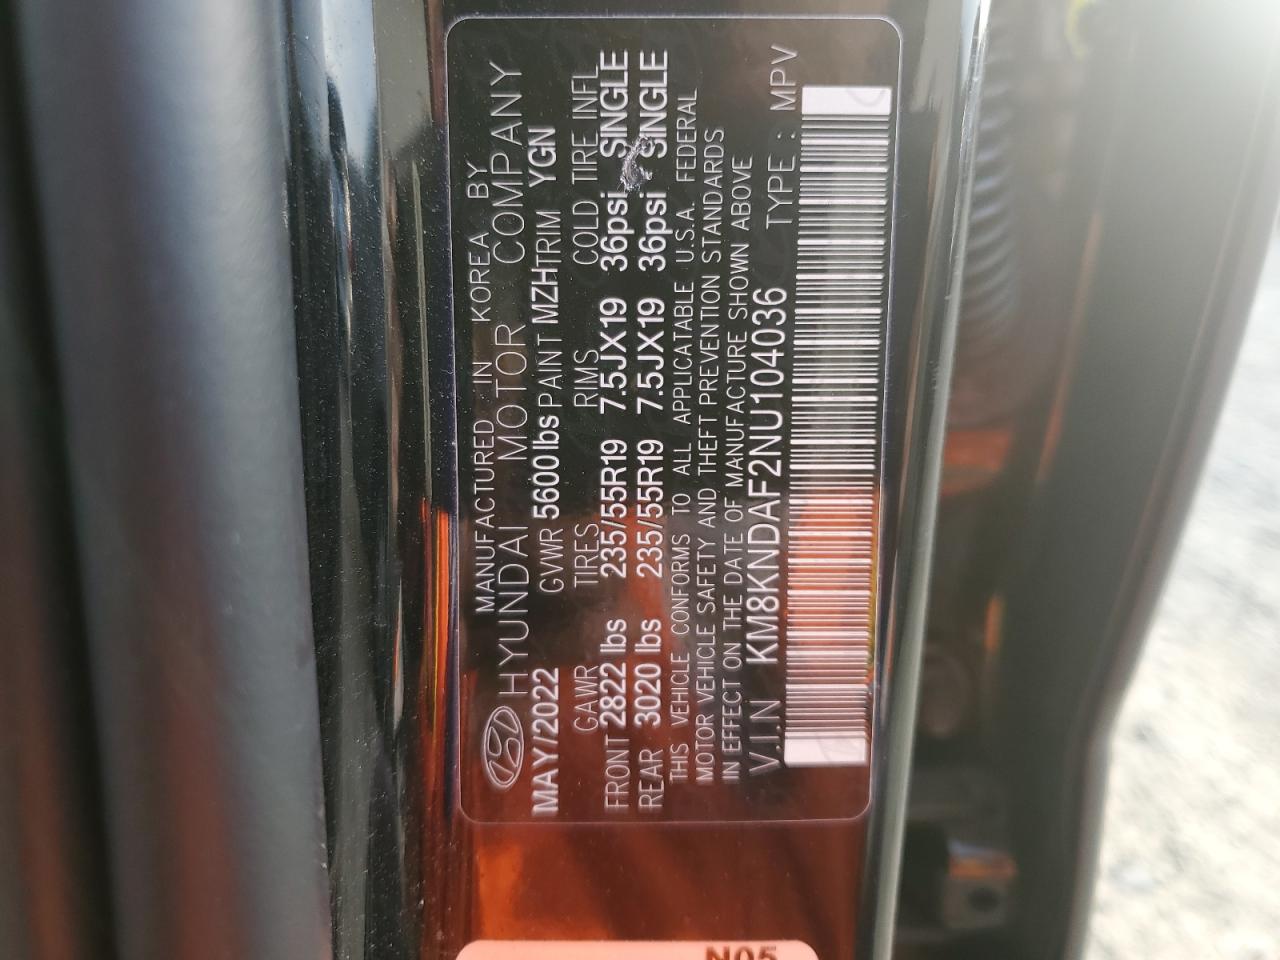 MANUFACTURED IN KOREA BY
HYUNDAI MOTOR COMPANY
MAY/2022 GVWR 5600lbs PAINT MZH TRIM YGN
GAWR TIRES RIMS COLD TIRE INFL
FRONT 2822 lbs 235/55R19 7.5JX19 36psi SINGLE
REAR 3020 lbs 235/55R19 7.5JX19 36psi SINGLE
THIS VEHICLE CONFORMS TO ALL APPLICATABLE U.S.A. FEDERAL
MOTOR VEHICLE SAFETY AND THEFT PREVENTION STANDARDS
IN EFFECT ON THE DATE OF MANUFACTURE SHOWN ABOVE
V.I.N KM8KNDAF2NU104036 TYPE : MPV
N05